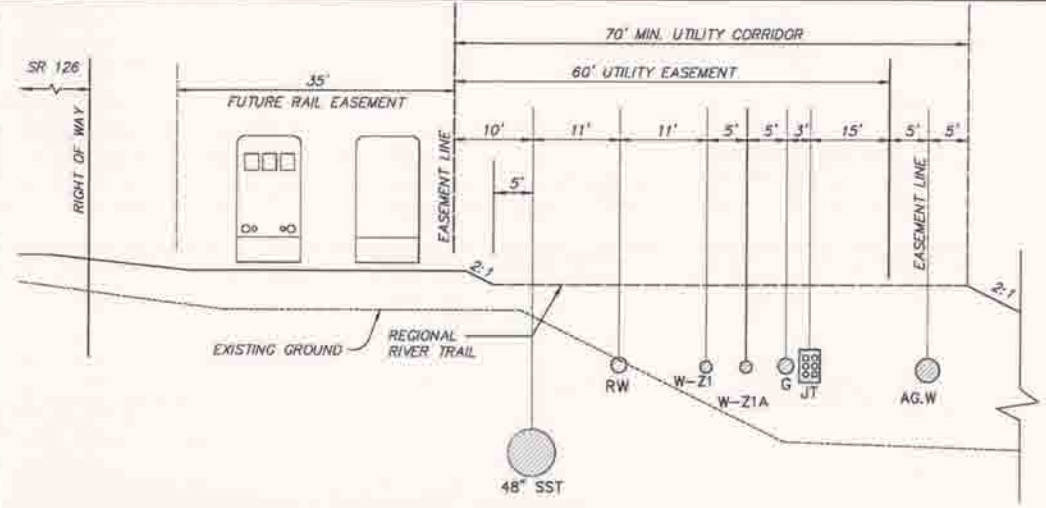 70' MIN. UTILITY CORRIDOR
SR 126
60' UTILITY EASEMENT
35'
FUTURE RAIL EASEMENT
RIGHT OF WAY
EASEMENT LINE
10'
11'
11'
5'
5'
3'
15'
5'
5'
5'
EASEMENT LINE
2:1
2:1
EXISTING GROUND
REGIONAL
RIVER TRAIL
RW
W-Z1
W-Z1A
G
JT
AG.W
48" SST